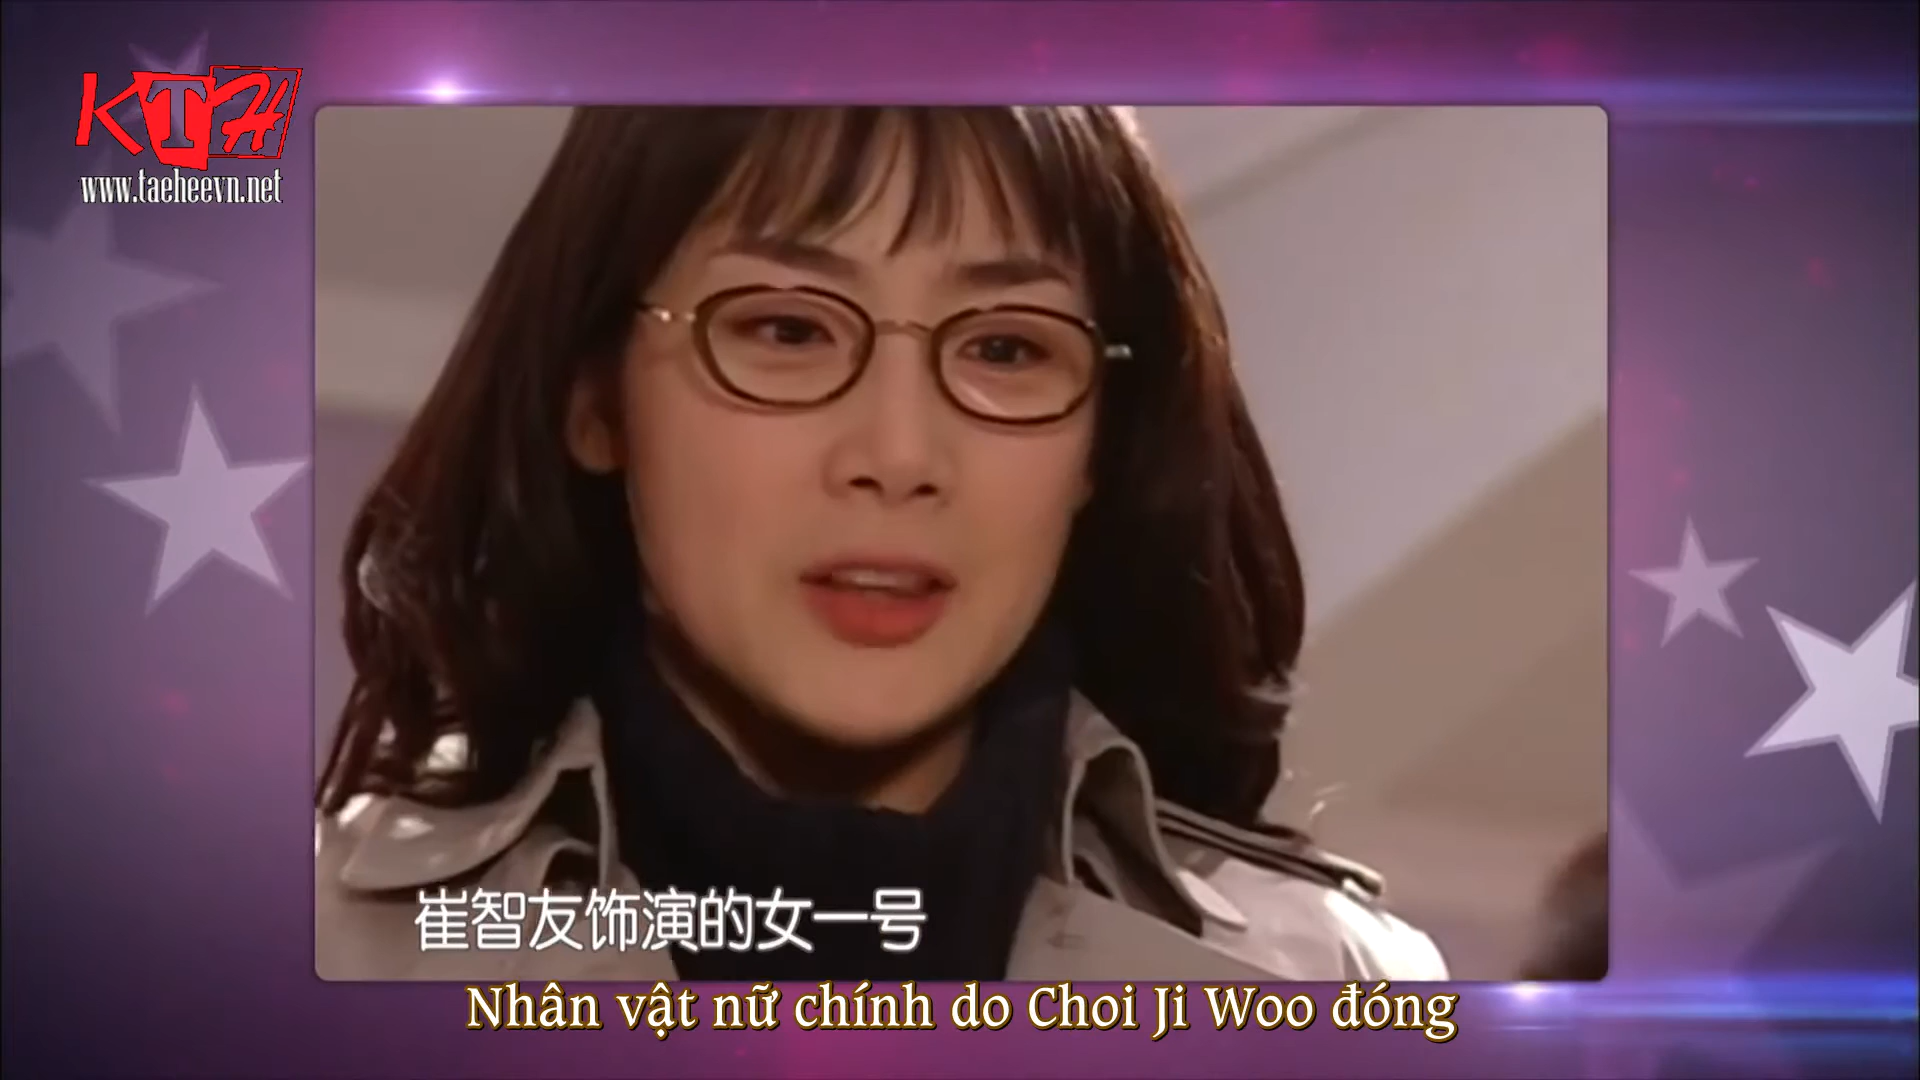 KTH
www.taeheevn.net
崔智友饰演的女一号
Nhân vật nữ chính do Choi Ji Woo đóng